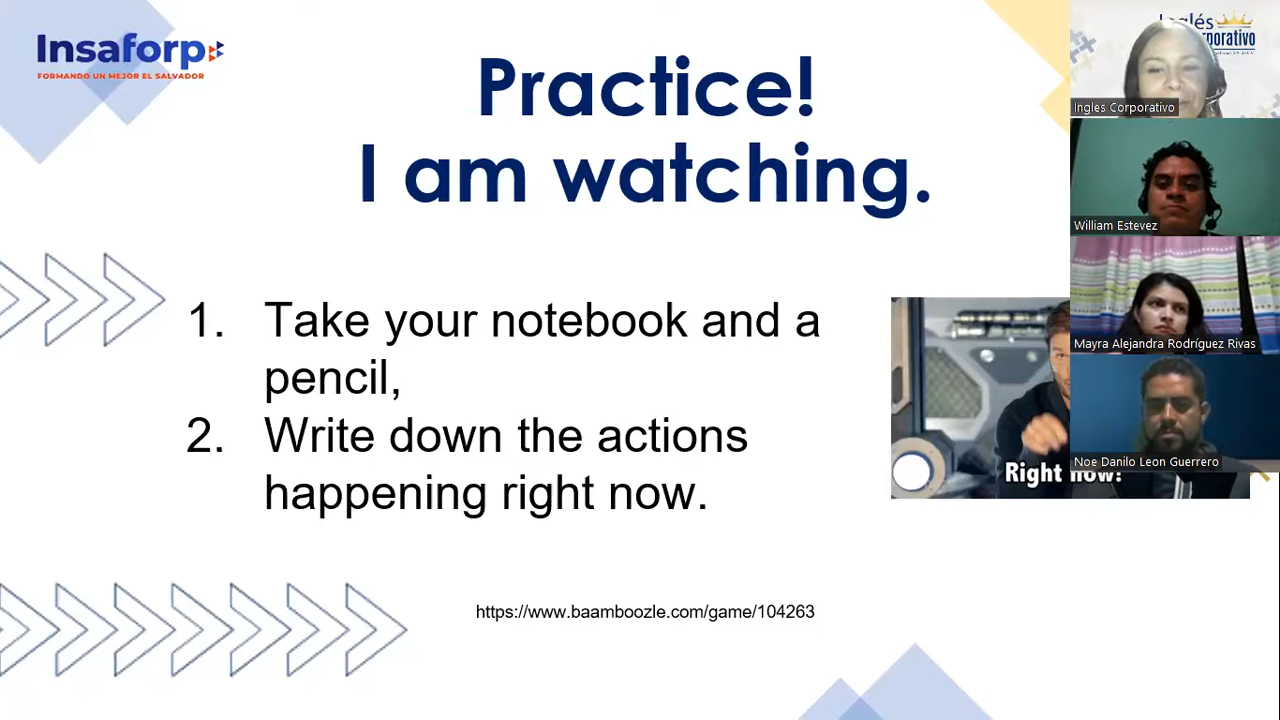 Insaforp
FORMANDO UN MEJOR EL SALVADOR
Practice!
I am watching.
1. Take your notebook and a
pencil,
2. Write down the actions
happening right now.
https://www.baamboozle.com/game/104263
Right now!
Ingles Corporativo
William Estevez
Mayra Alejandra Rodríguez Rivas
Noe Danilo Leon Guerrero